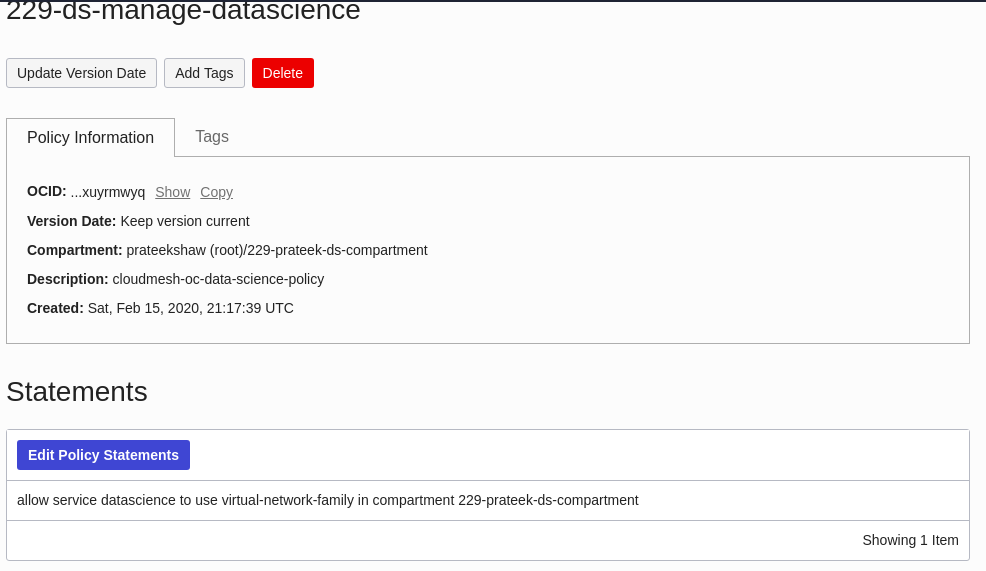 229-ds-manage-datascience
Update Version Date Add Tags Delete
Policy Information Tags
OCID: ...xuyrmwyq Show Copy
Version Date: Keep version current
Compartment: prateekshaw (root)/229-prateek-ds-compartment
Description: cloudmesh-oc-data-science-policy
Created: Sat, Feb 15, 2020, 21:17:39 UTC
Statements
Edit Policy Statements
allow service datascience to use virtual-network-family in compartment 229-prateek-ds-compartment
Showing 1 Item